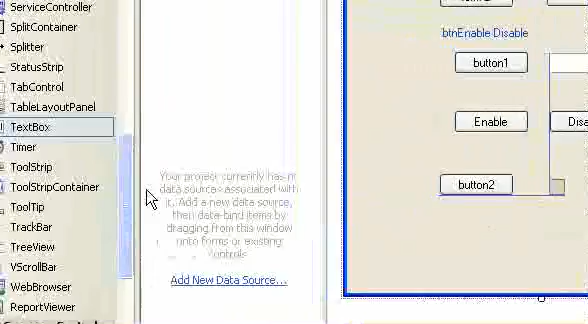 ServiceController
SplitContainer
Splitter
StatusStrip
TabControl
TableLayoutPanel
TextBox
Timer
ToolStrip
ToolStripContainer
ToolTip
TrackBar
TreeView
VScrollBar
WebBrowser
ReportViewer
Your project currently has n
data sources associated with
it. Add a new data source,
then data-bind items by
dragging from this window
onto forms or existing
controls.
Add New Data Source...
btnEnable Disable
button1
Enable
Disa
button2